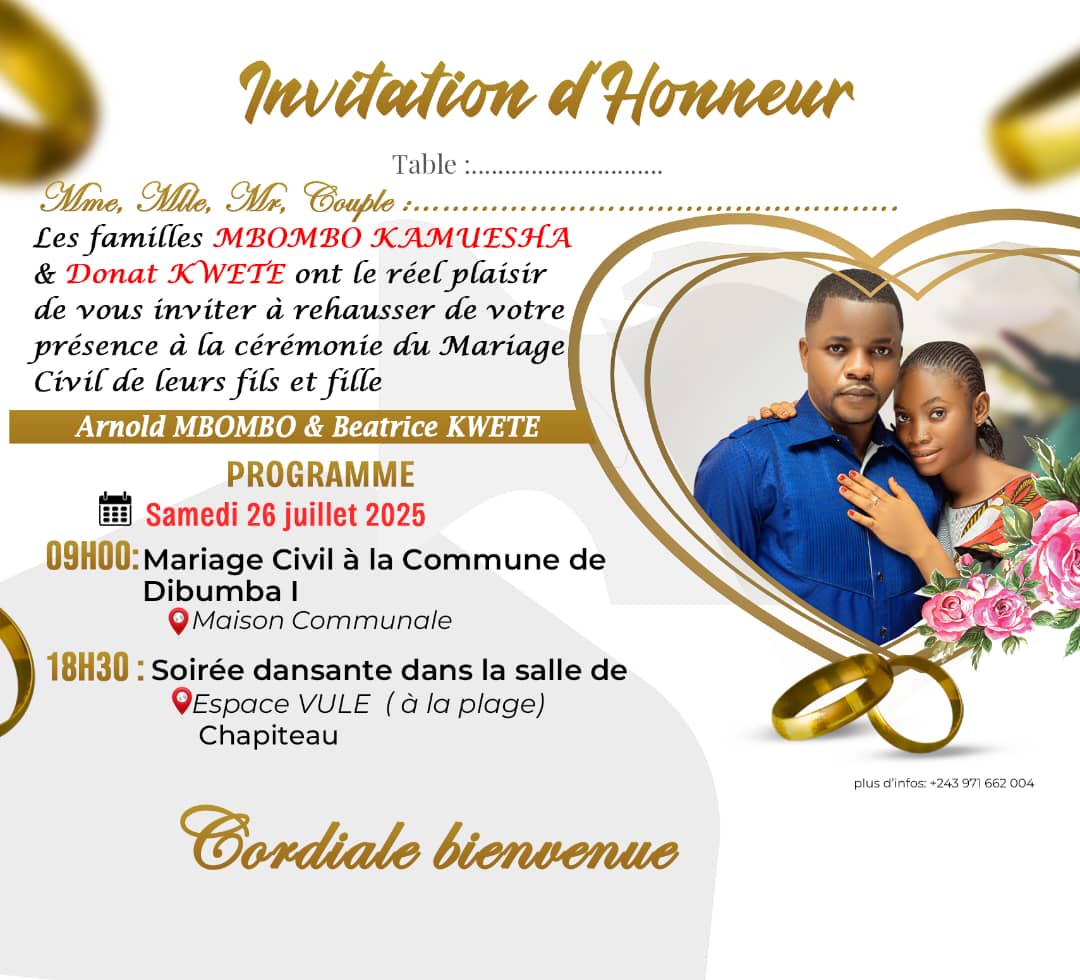 Invitation d'Honneur
Table :............................
Mme, Mlle, Mr, Couple :....................................................
Les familles MBOMBO KAMUESHA
& Donat KWETE ont le réel plaisir
de vous inviter à rehausser de votre
présence à la cérémonie du Mariage
Civil de leurs fils et fille
Arnold MBOMBO & Beatrice KWETE
PROGRAMME
Samedi 26 juillet 2025
09H00: Mariage Civil à la Commune de
Dibumba I
Maison Communale
18H30 : Soirée dansante dans la salle de
Espace VULE ( à la plage)
Chapiteau
plus d'infos: +243 971 662 004
Cordiale bienvenue